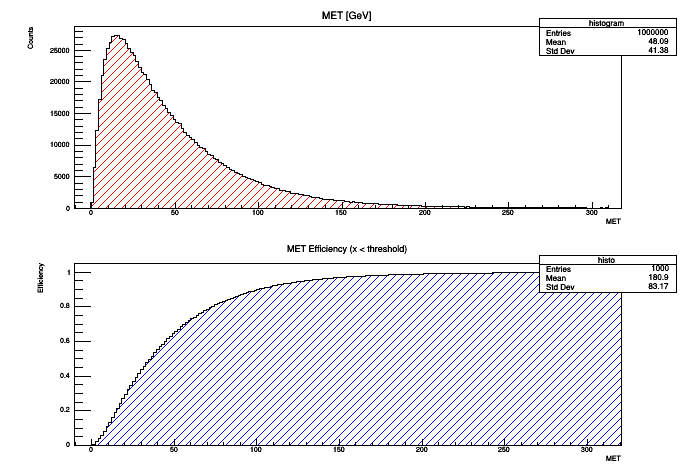 MET [GeV]
histogram
Entries 1000000
Mean 48.09
Std Dev 41.38
Counts
25000
20000
15000
10000
5000
0
0 50 100 150 200 250 300
MET
MET Efficiency (x < threshold)
histo
Entries 1000
Mean 180.9
Std Dev 83.17
Efficiency
1
0.8
0.6
0.4
0.2
0
0 50 100 150 200 250 300
MET